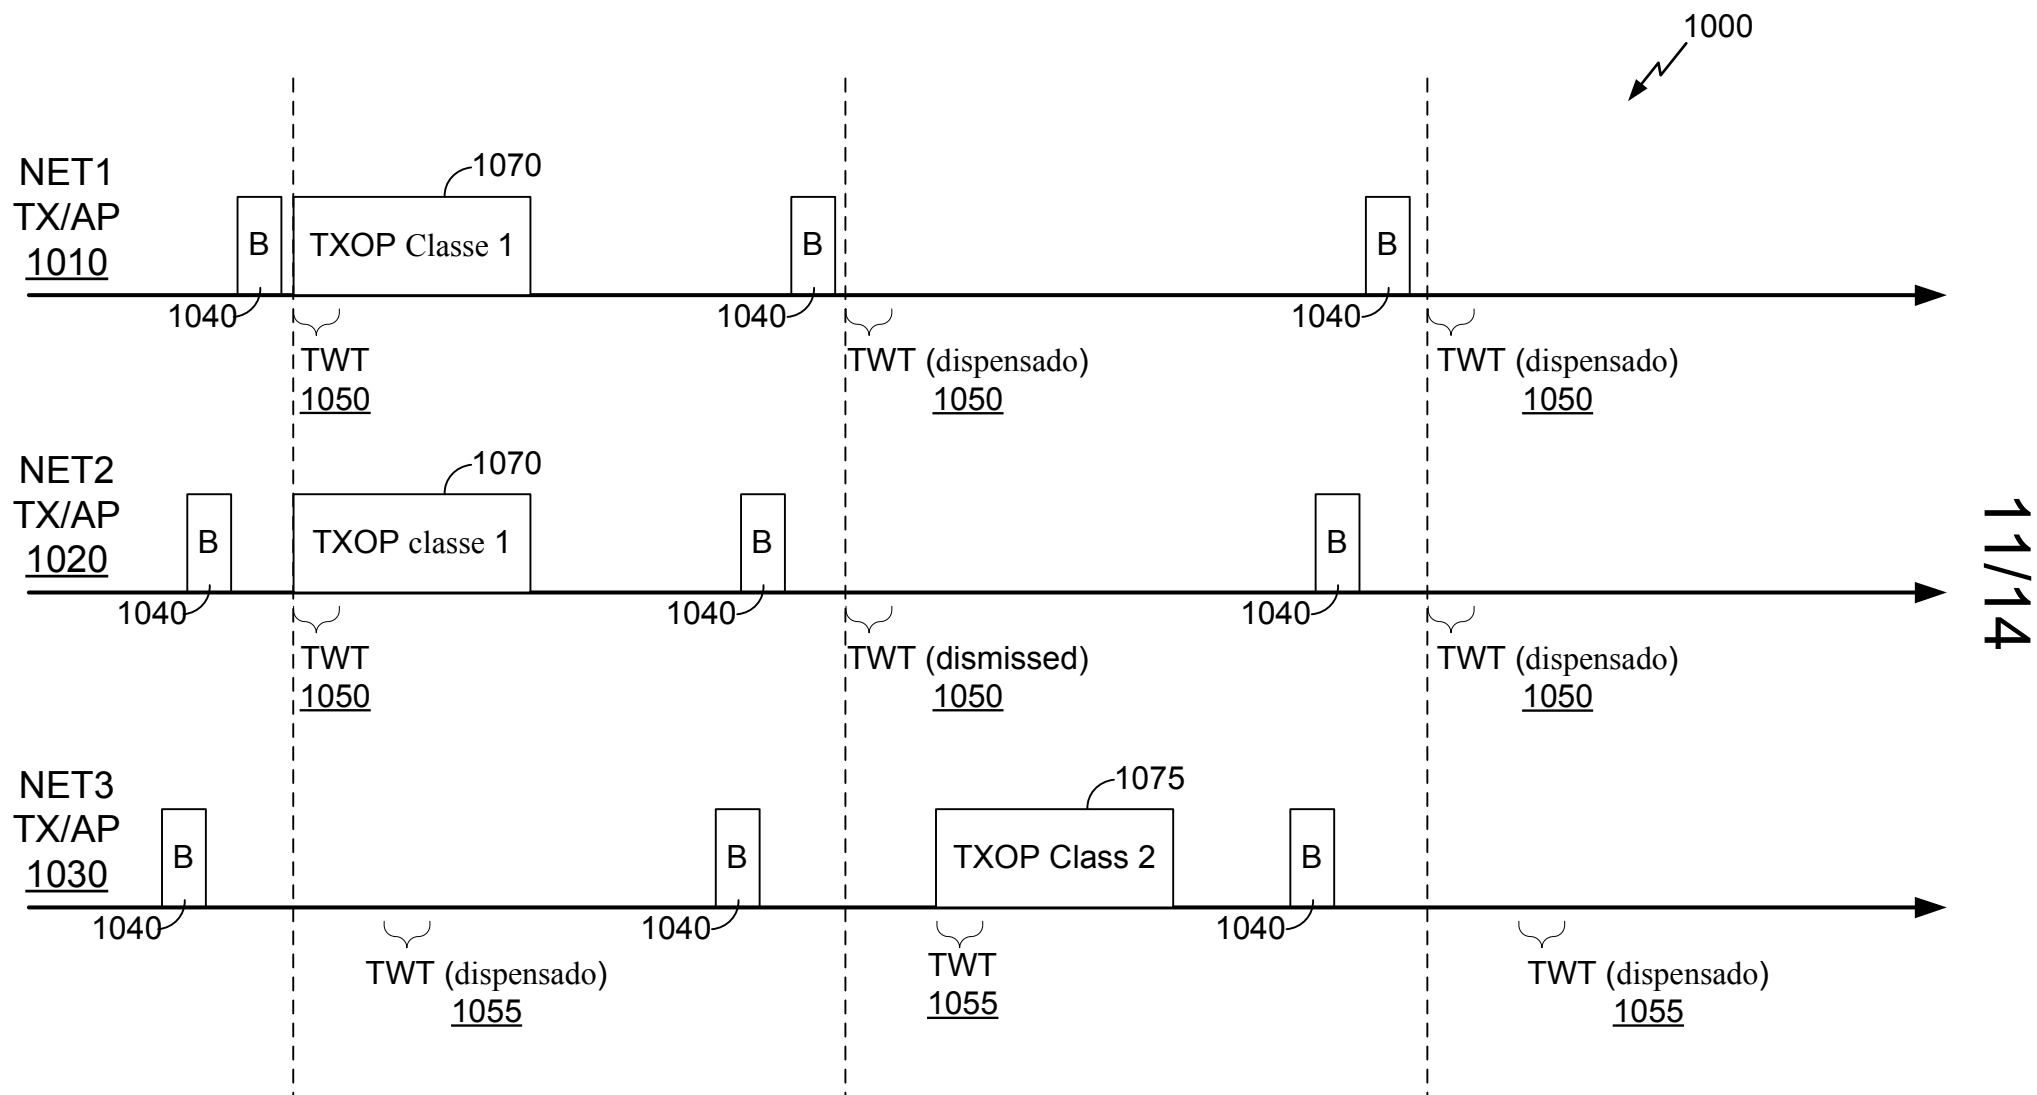 1000
NET1
TX/AP
1010
1070
B
TXOP Classe 1
B
B
1040
1040
1040
TWT
1050
TWT (dispensado)
1050
TWT (dispensado)
1050
NET2
TX/AP
1020
1070
B
TXOP classe 1
B
B
1040
1040
1040
TWT
1050
TWT (dismissed)
1050
TWT (dispensado)
1050
11/14
NET3
TX/AP
1030
1075
B
B
TXOP Class 2
B
1040
1040
1040
TWT (dispensado)
1055
TWT
1055
TWT (dispensado)
1055